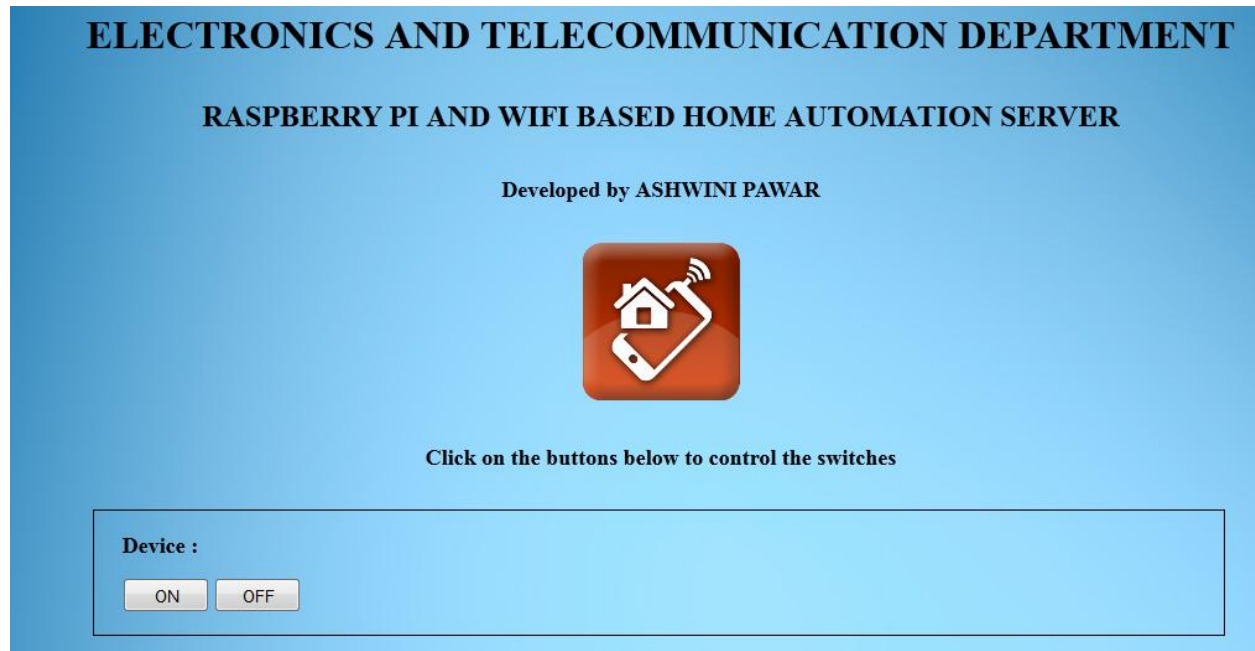 ELECTRONICS AND TELECOMMUNICATION DEPARTMENT
RASPBERRY PI AND WIFI BASED HOME AUTOMATION SERVER
Developed by ASHWINI PAWAR
Click on the buttons below to control the switches
Device :
ON OFF